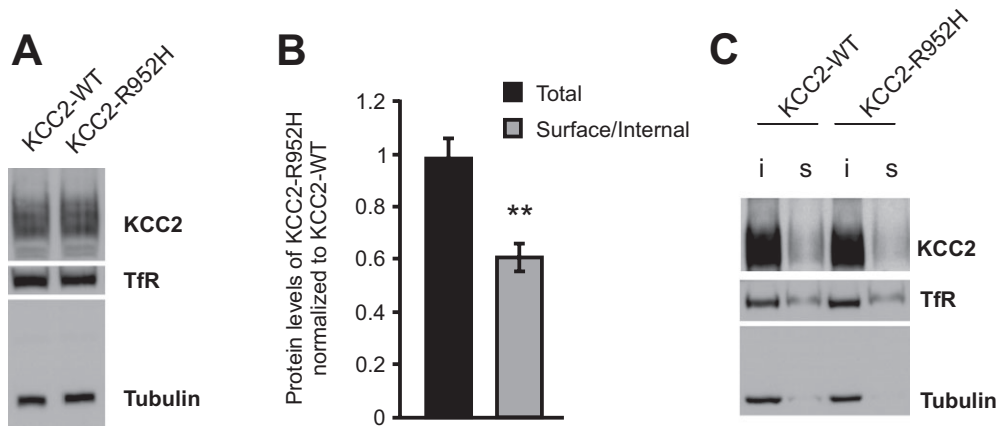 A
KCC2-WT
KCC2-R952H
KCC2
TfR
Tubulin
B
Protein levels of KCC2-R952H
normalized to KCC2-WT
1.2
1
0.8
0.6
0.4
0.2
0
Total
Surface/Internal
**
C
KCC2-WT
KCC2-R952H
i s i s
KCC2
TfR
Tubulin